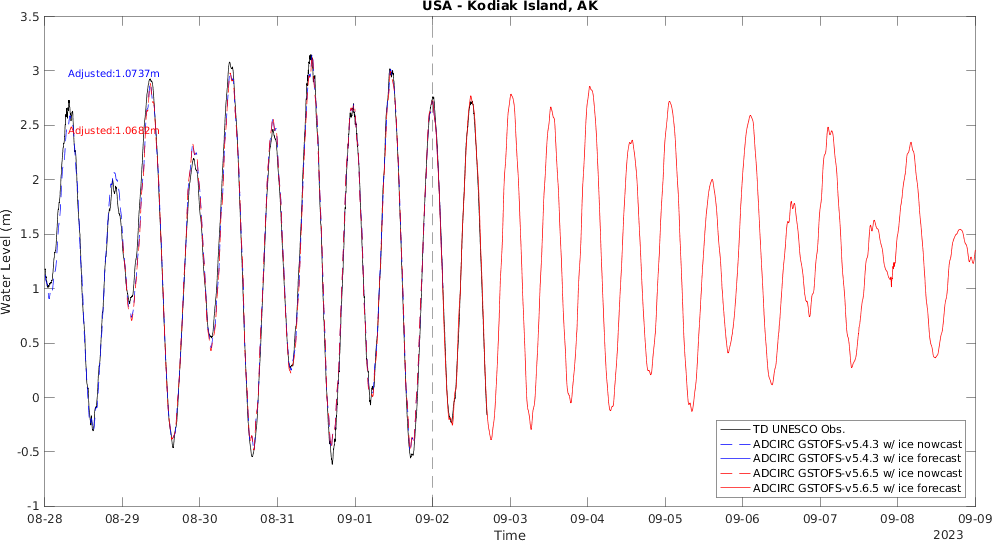 USA - Kodiak Island, AK
3.5
3
2.5
2
1.5
1
0.5
0
-0.5
-1
Water Level (m)
Adjusted:1.0737m
Adjusted:1.0682m
TD UNESCO Obs.
ADCIRC GSTOFS-v5.4.3 w/ ice nowcast
ADCIRC GSTOFS-v5.4.3 w/ ice forecast
ADCIRC GSTOFS-v5.6.5 w/ ice nowcast
ADCIRC GSTOFS-v5.6.5 w/ ice forecast
08-28 08-29 08-30 08-31 09-01 09-02 09-03 09-04 09-05 09-06 09-07 09-08 09-09
Time
2023